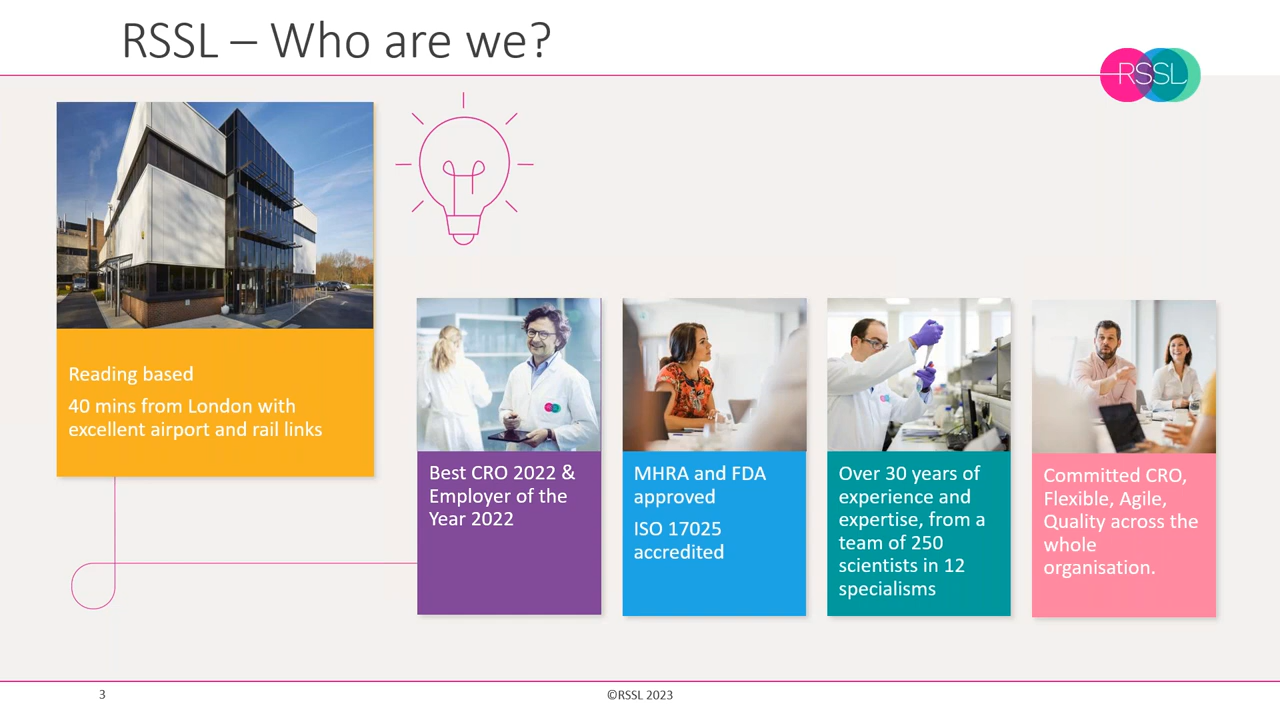 RSSL – Who are we?
RSSL
Reading based
40 mins from London with
excellent airport and rail links
Best CRO 2022 &
Employer of the
Year 2022
MHRA and FDA
approved
ISO 17025
accredited
Over 30 years of
experience and
expertise, from a
team of 250
scientists in 12
specialisms
Committed CRO,
Flexible, Agile,
Quality across the
whole
organisation.
3
©RSSL 2023